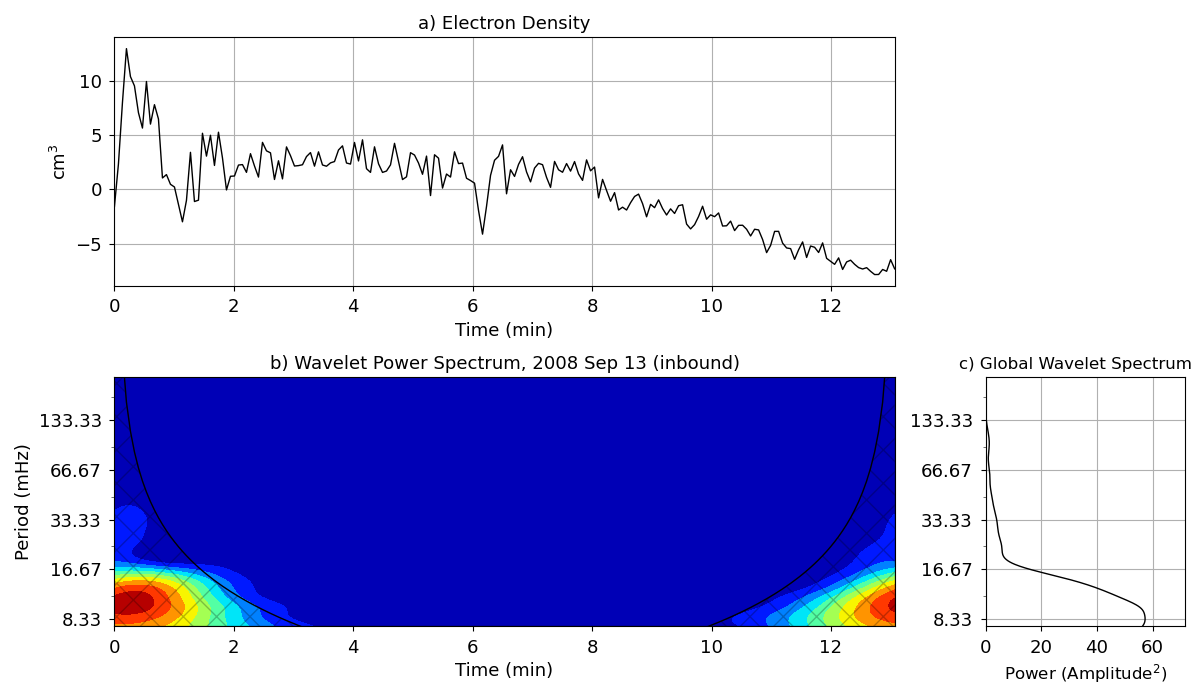 a) Electron Density
cm³
10
5
0
−5
0 2 4 6 8 10 12
Time (min)
b) Wavelet Power Spectrum, 2008 Sep 13 (inbound)
Period (mHz)
133.33
66.67
33.33
16.67
8.33
0 2 4 6 8 10 12
Time (min)
c) Global Wavelet Spectrum
133.33
66.67
33.33
16.67
8.33
0 20 40 60
Power (Amplitude²)